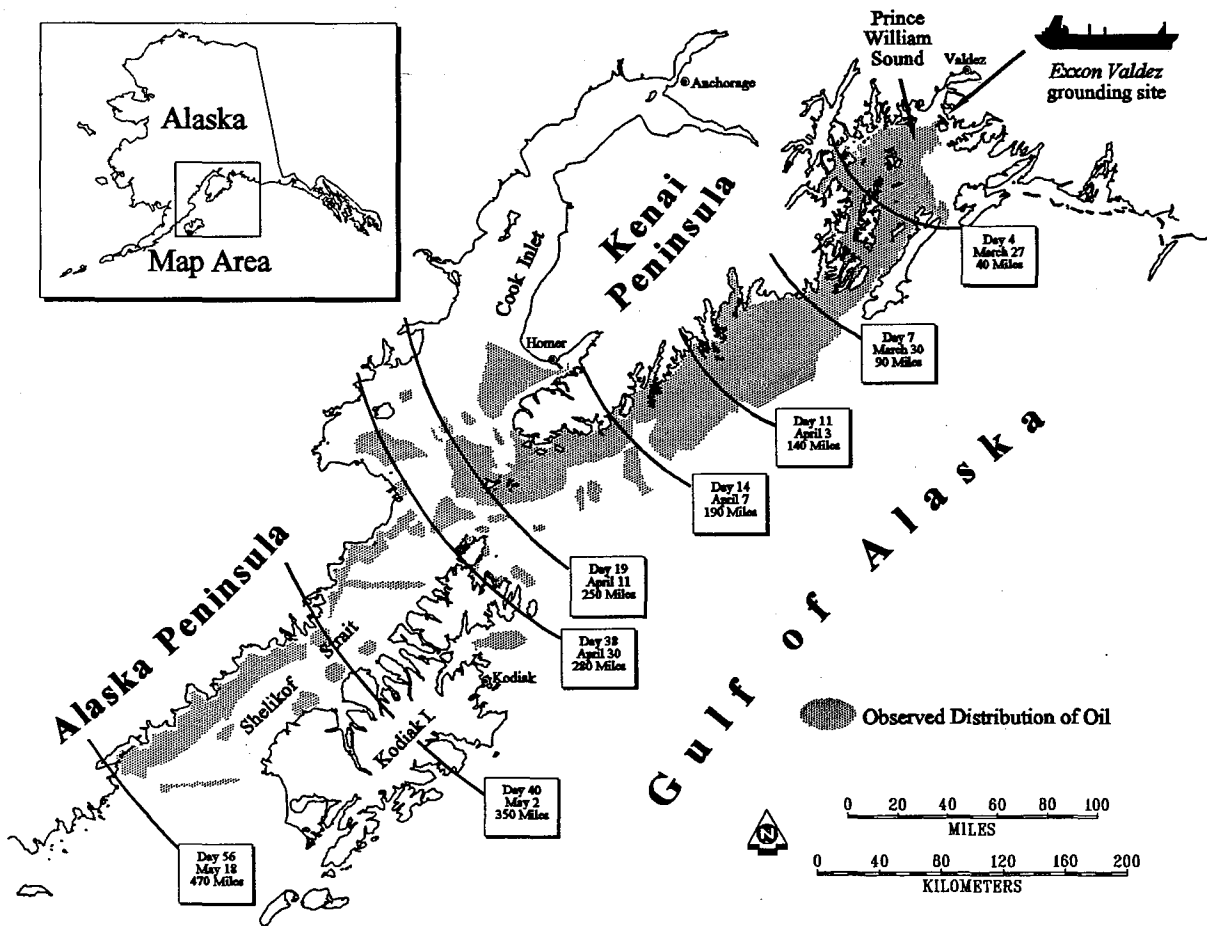 Alaska
Map Area
Prince
William
Sound
Valdez
Exxon Valdez
grounding site
Anchorage
Kenai
Peninsula
Cook Inlet
Homer
Day 4
March 27
40 Miles
Day 7
March 30
90 Miles
Day 11
April 3
140 Miles
Day 14
April 7
190 Miles
Day 19
April 11
250 Miles
Day 38
April 30
280 Miles
Day 40
May 2
350 Miles
Day 56
May 18
470 Miles
Alaska Peninsula
Shelikof
Strait
Kodiak
Kodiak I.
Gulf of Alaska
Observed Distribution of Oil
N
0 20 40 60 80 100
MILES
0 40 80 120 160 200
KILOMETERS